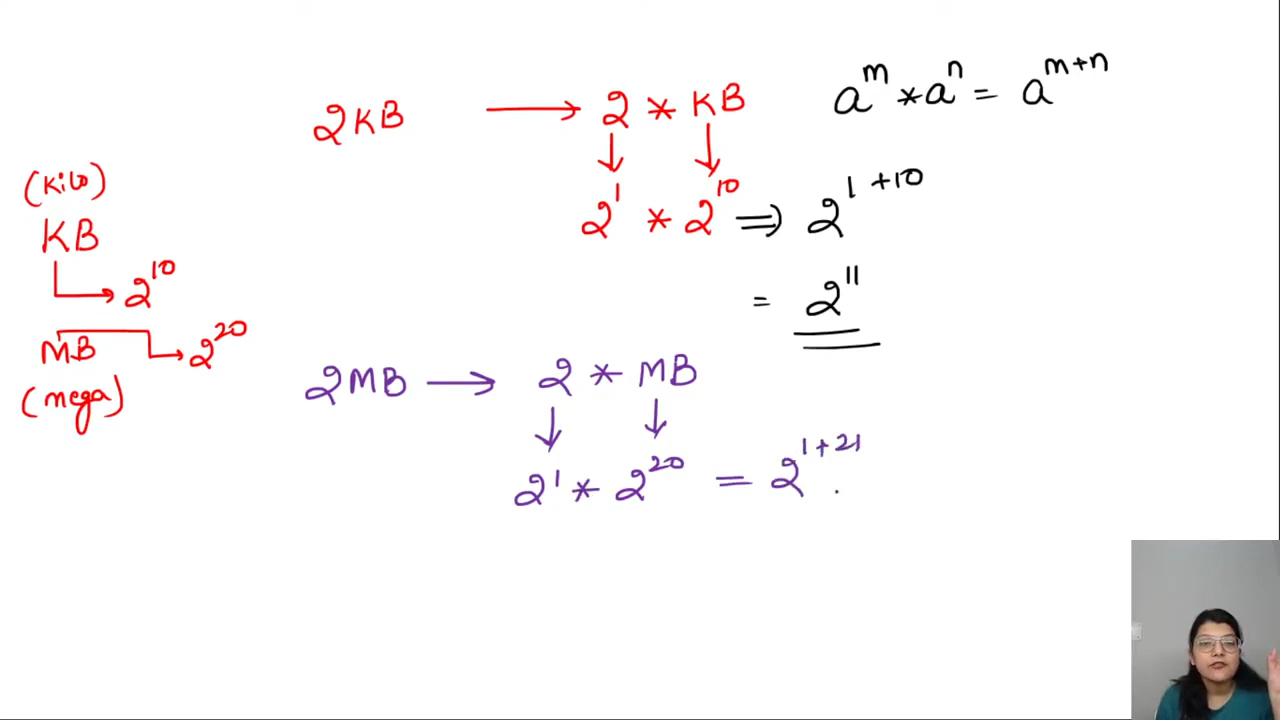 2KB → 2 * KB
a^m * a^n = a^{m+n}
(Kilo)
KB
2^1 * 2^10 ⇒ 2^{1+10}
→ 2^10
= 2^11
MB → 2^20
(mega)
2MB → 2 * MB
2^1 * 2^20 = 2^{1+21}